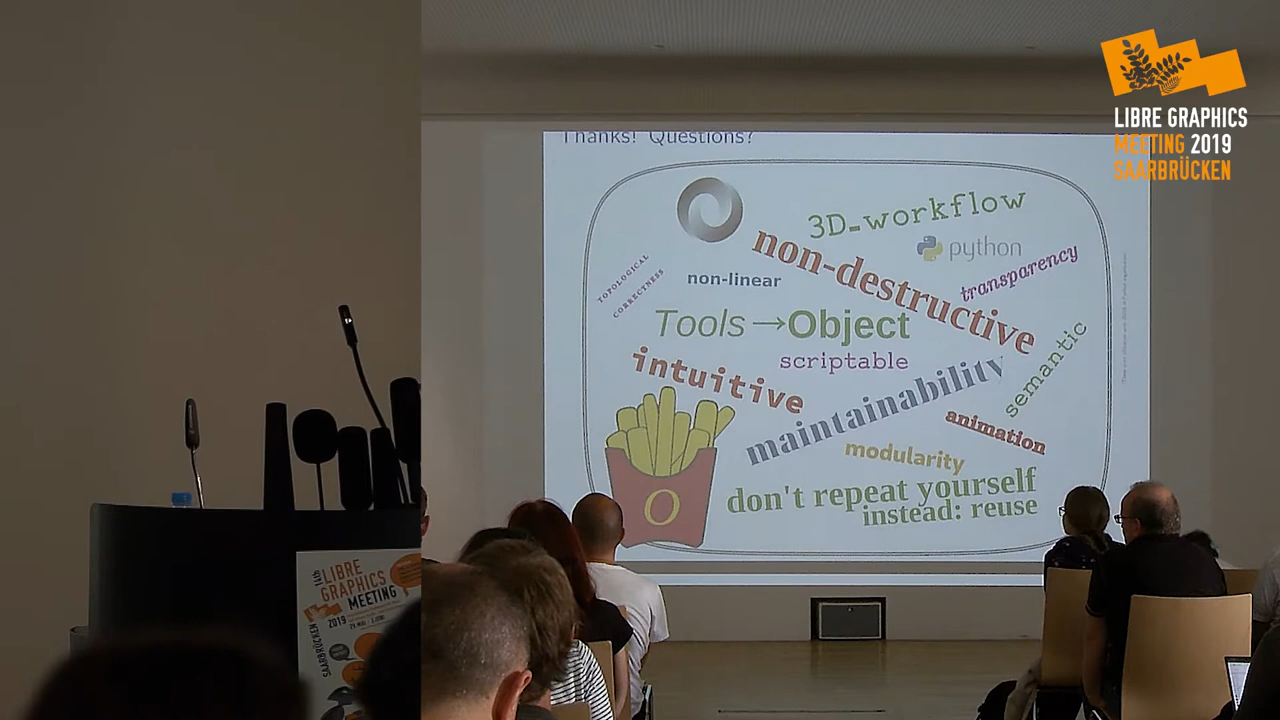 LIBRE GRAPHICS
MEETING 2019
SAARBRÜCKEN
Thanks! Questions?
3D-workflow
python
non-destructive
transparency
TOPOLOGICAL
CORRECTNESS
non-linear
Tools→Object
scriptable
semantic
intuitive
maintainability
animation
modularity
don't repeat yourself
instead: reuse
O
14th
LIBRE
GRAPHICS
MEETING
2019
SAARBRÜCKEN